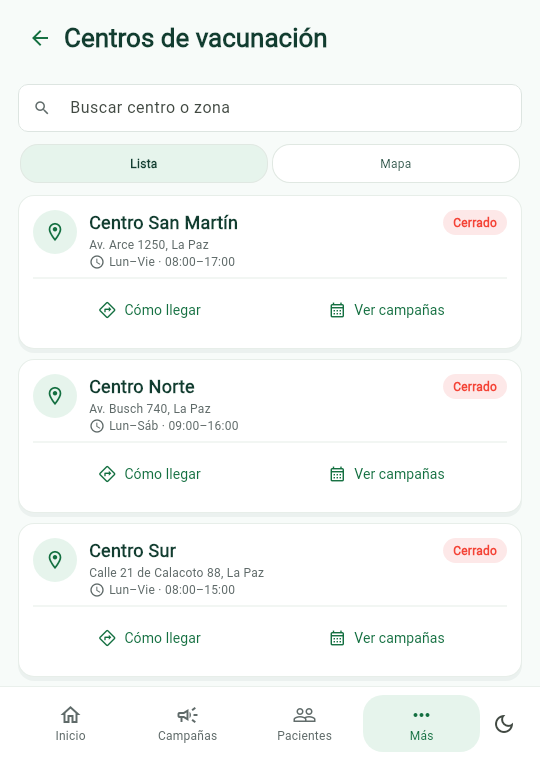 Centros de vacunación
Buscar centro o zona
Lista
Mapa
Centro San Martín
Cerrado
Av. Arce 1250, La Paz
Lun–Vie · 08:00–17:00
Cómo llegar
Ver campañas
Centro Norte
Cerrado
Av. Busch 740, La Paz
Lun–Sáb · 09:00–16:00
Cómo llegar
Ver campañas
Centro Sur
Cerrado
Calle 21 de Calacoto 88, La Paz
Lun–Vie · 08:00–15:00
Cómo llegar
Ver campañas
Inicio
Campañas
Pacientes
Más